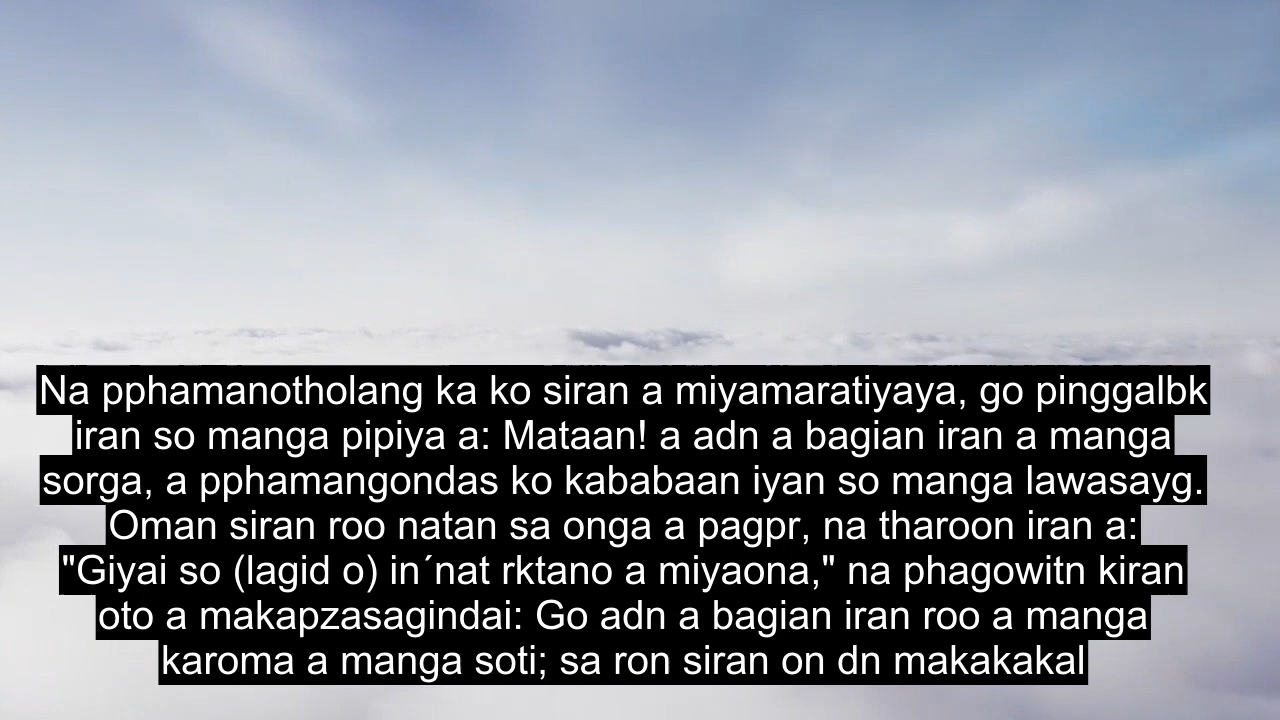 Na pphamanotholang ka ko siran a miyamaratiyaya, go pinggalbk
iran so manga pipiya a: Mataan! a adn a bagian iran a manga
sorga, a pphamangondas ko kababaan iyan so manga lawasayg.
Oman siran roo natan sa onga a pagpr, na tharoon iran a:
"Giyai so (lagid o) in´nat rktano a miyaona," na phagowitn kiran
oto a makapzasagindai: Go adn a bagian iran roo a manga
karoma a manga soti; sa ron siran on dn makakakal